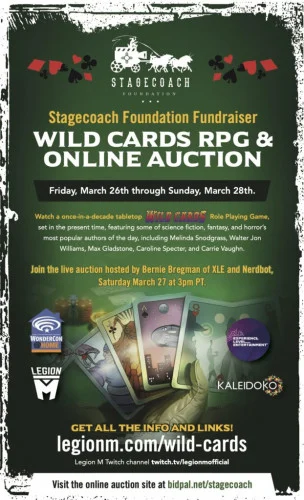 STAGECOACH
FOUNDATION
Stagecoach Foundation Fundraiser
WILD CARDS RPG &
ONLINE AUCTION
Friday, March 26th through Sunday, March 28th.
Watch a once-in-a-decade tabletop WILD CARDS Role Playing Game,
set in the present time, featuring some of science fiction, fantasy, and horror's
most popular authors of the day, including Melinda Snodgrass, Walter Jon
Williams, Max Gladstone, Caroline Specter, and Carrie Vaughn.
Join the live auction hosted by Bernie Bregman of XLE and Nerdbot,
Saturday March 27 at 3pm PT.
WONDERCON
@HOME
EXPERIENCE
LEVEL
ENTERTAINMENT
LEGION
M
KALEIDOKO
GET ALL THE INFO AND LINKS!
legionm.com/wild-cards
Legion M Twitch channel twitch.tv/legionmofficial
Visit the online auction site at bidpal.net/stagecoach